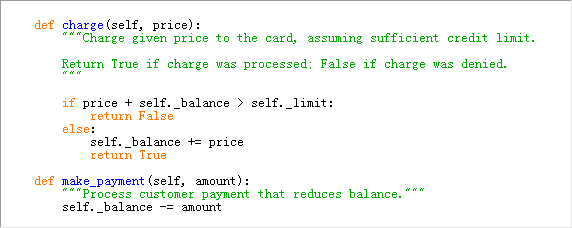 def charge(self, price):
"""Charge given price to the card, assuming sufficient credit limit.
Return True if charge was processed; False if charge was denied.
"""
if price + self._balance > self._limit:
return False
else:
self._balance += price
return True
def make_payment(self, amount):
"""Process customer payment that reduces balance."""
self._balance -= amount